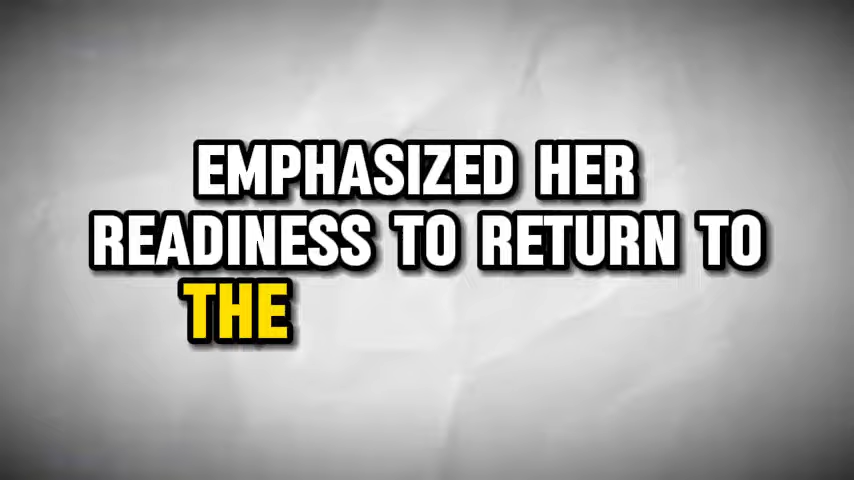 EMPHASIZED HER
READINESS TO RETURN TO
THE